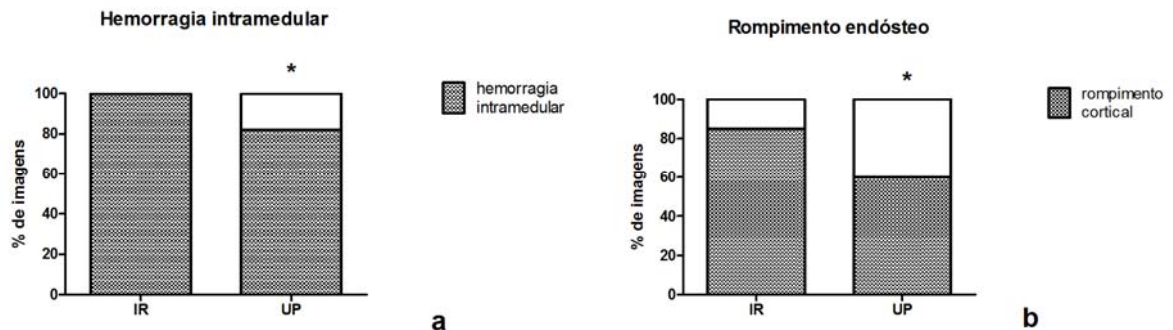 Hemorragia intramedular
*
hemorragia
intramedular
% de imagens
100
80
60
40
20
0
IR
UP
a
Rompimento endósteo
*
rompimento
cortical
% de imagens
100
80
60
40
20
0
IR
UP
b